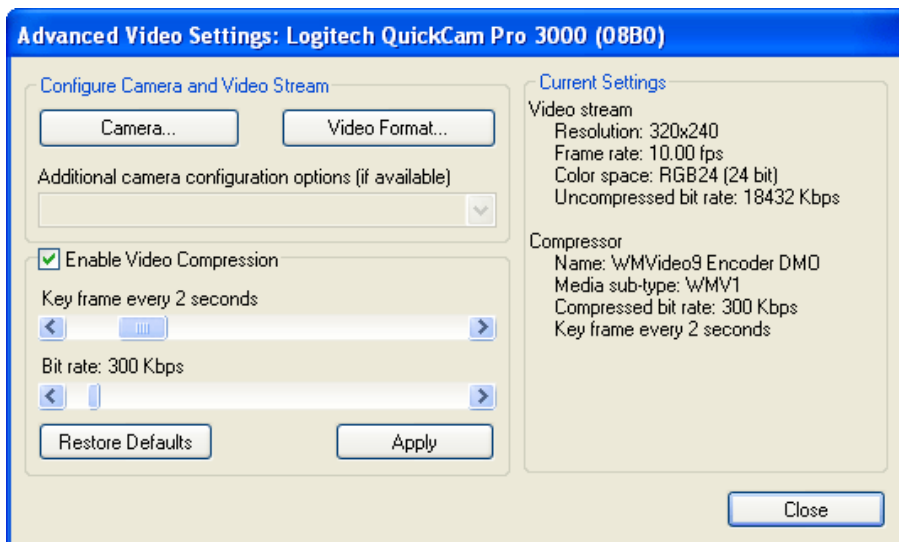 Advanced Video Settings: Logitech QuickCam Pro 3000 (08B0)
Configure Camera and Video Stream
Camera...
Video Format...
Additional camera configuration options (if available)
Enable Video Compression
Key frame every 2 seconds
Bit rate: 300 Kbps
Restore Defaults
Apply
Current Settings
Video stream
Resolution: 320x240
Frame rate: 10.00 fps
Color space: RGB24 (24 bit)
Uncompressed bit rate: 18432 Kbps
Compressor
Name: WMVideo9 Encoder DMO
Media sub-type: WMV1
Compressed bit rate: 300 Kbps
Key frame every 2 seconds
Close